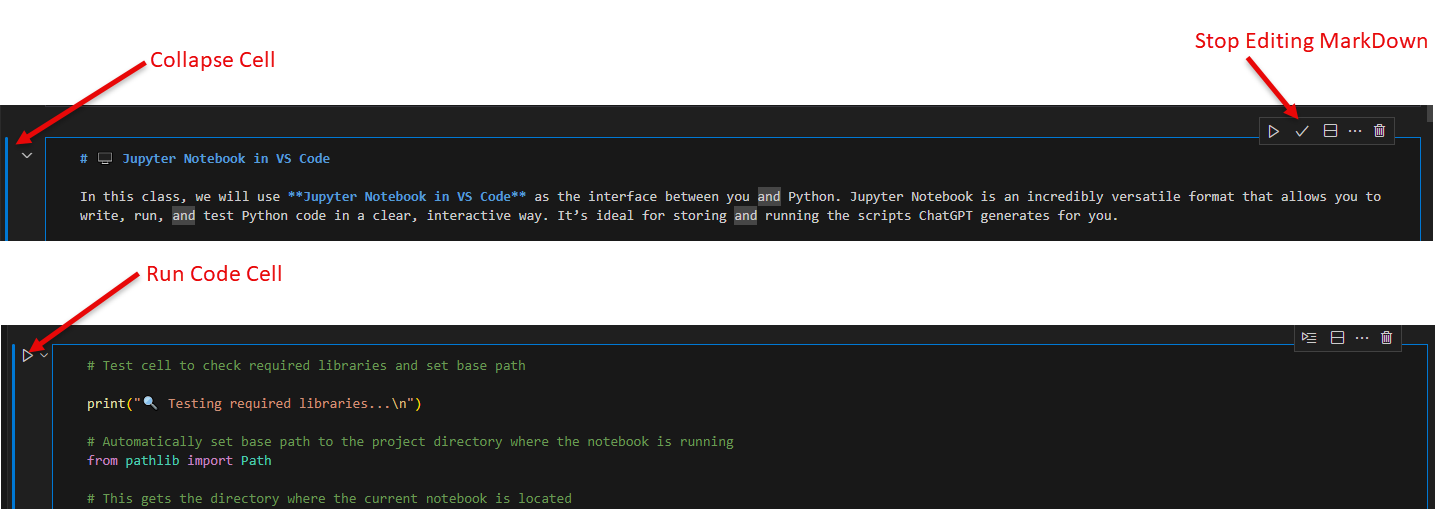 Stop Editing MarkDown
Collapse Cell
# 🖥️ Jupyter Notebook in VS Code
In this class, we will use **Jupyter Notebook in VS Code** as the interface between you and Python. Jupyter Notebook is an incredibly versatile format that allows you to
write, run, and test Python code in a clear, interactive way. It’s ideal for storing and running the scripts ChatGPT generates for you.
Run Code Cell
# Test cell to check required libraries and set base path
print("🔍 Testing required libraries...\n")
# Automatically set base path to the project directory where the notebook is running
from pathlib import Path
# This gets the directory where the current notebook is located